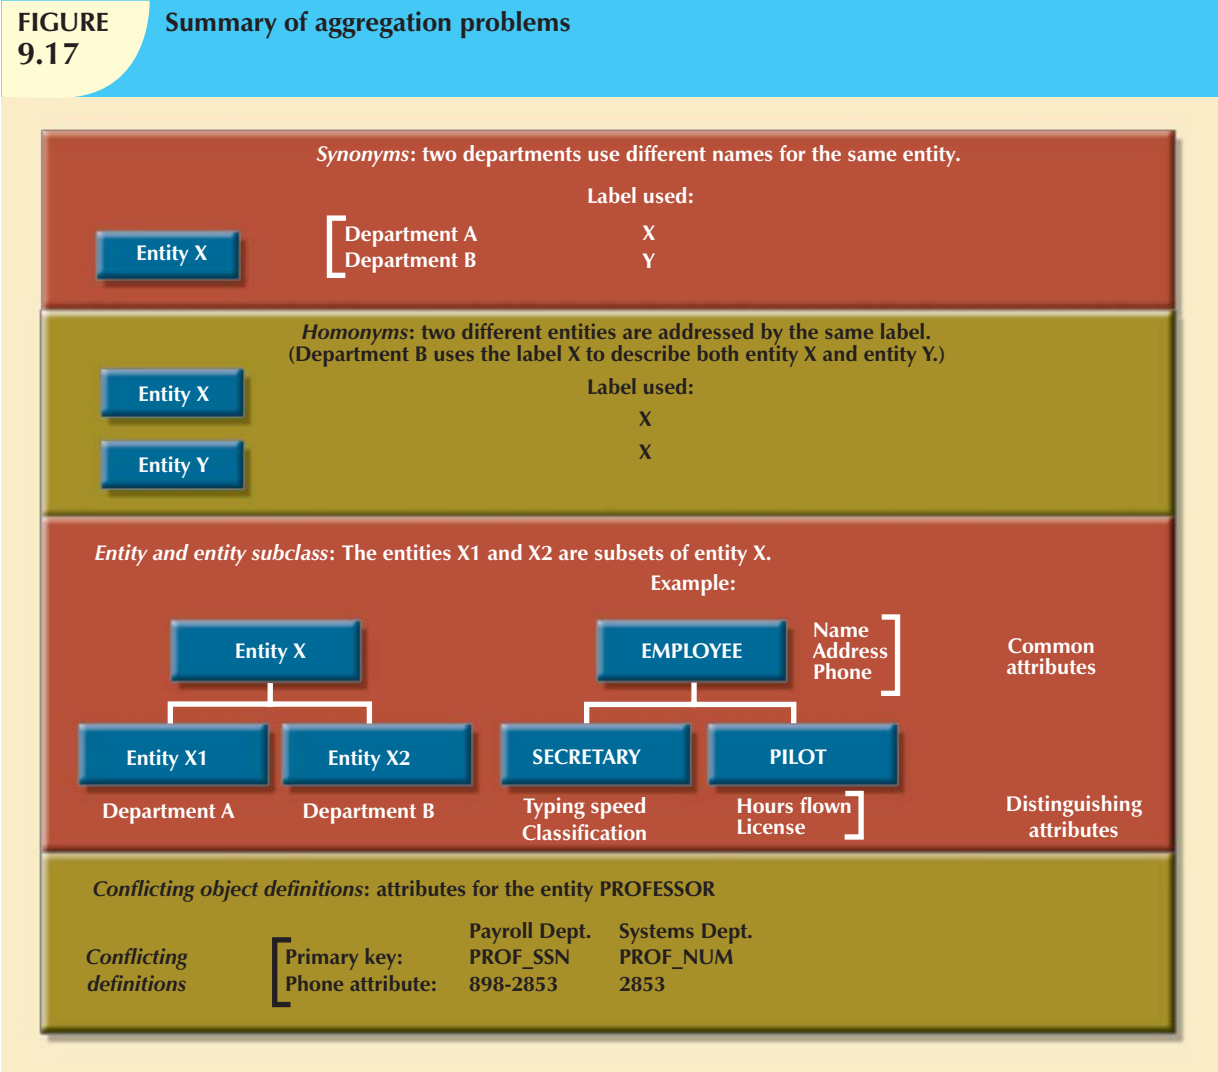 FIGURE
9.17
Summary of aggregation problems
Synonyms: two departments use different names for the same entity.
Label used:
Entity X
Department A X
Department B Y
Homonyms: two different entities are addressed by the same label.
(Department B uses the label X to describe both entity X and entity Y.)
Label used:
Entity X X
Entity Y X
Entity and entity subclass: The entities X1 and X2 are subsets of entity X.
Example:
Entity X
EMPLOYEE
Name
Address
Phone
Common
attributes
Entity X1 Entity X2 SECRETARY PILOT
Department A Department B
Typing speed
Classification
Hours flown
License
Distinguishing
attributes
Conflicting object definitions: attributes for the entity PROFESSOR
Payroll Dept. Systems Dept.
Conflicting
definitions
Primary key: PROF_SSN PROF_NUM
Phone attribute: 898-2853 2853